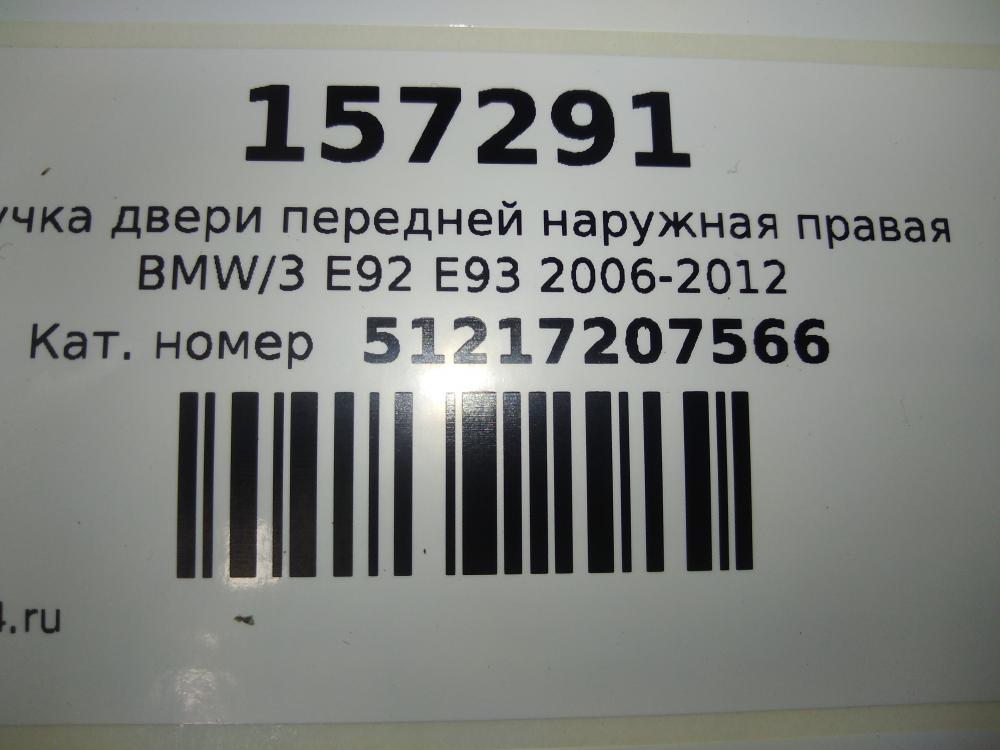 157291
учка двери передней наружная правая
BMW/3 E92 E93 2006-2012
Кат. номер 51217207566
4.ru